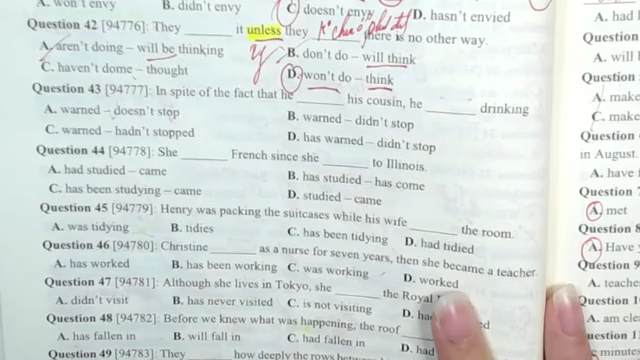 A. won't envy B. didn't envy C. doesn't envy D. hasn't envied
Question 42 [94776]: They ______ it unless they there is no other way.
A. aren't doing – will be thinking B. don't do – will think
C. haven't dome – thought D. won't do – think
Question 43 [94777]: In spite of the fact that he ______ his cousin, he ______ drinking
A. warned – doesn't stop B. warned – didn't stop
C. warned – hadn't stopped D. has warned – didn't stop
Question 44 [94778]: She ______ French since she ______ to Illinois.
A. had studied – came B. has studied – has come
C. has been studying – came D. studied – came
Question 45 [94779]: Henry was packing the suitcases while his wife ______ the room.
A. was tidying B. tidies C. has been tidying D. had tidied
Question 46 [94780]: Christine ______ as a nurse for seven years, then she became a teacher
A. has worked B. has been working C. was working D. worked
Question 47 [94781]: Although she lives in Tokyo, she ______ the Royal
A. didn't visit B. has never visited C. is not visiting D.
Question 48 [94782]: Before we knew what was happening, the roof ______
A. has fallen in B. will fall in C. had fallen in D. had
Question 49 [94783]: They ______ how deeply the rows between
A. had
Question
A.
Question
A. make
C. make
Question
in August.
A. have
Question
A. met
Question 8
A. Have
Question 9
A. teache
Question 10
A. am cle
minute